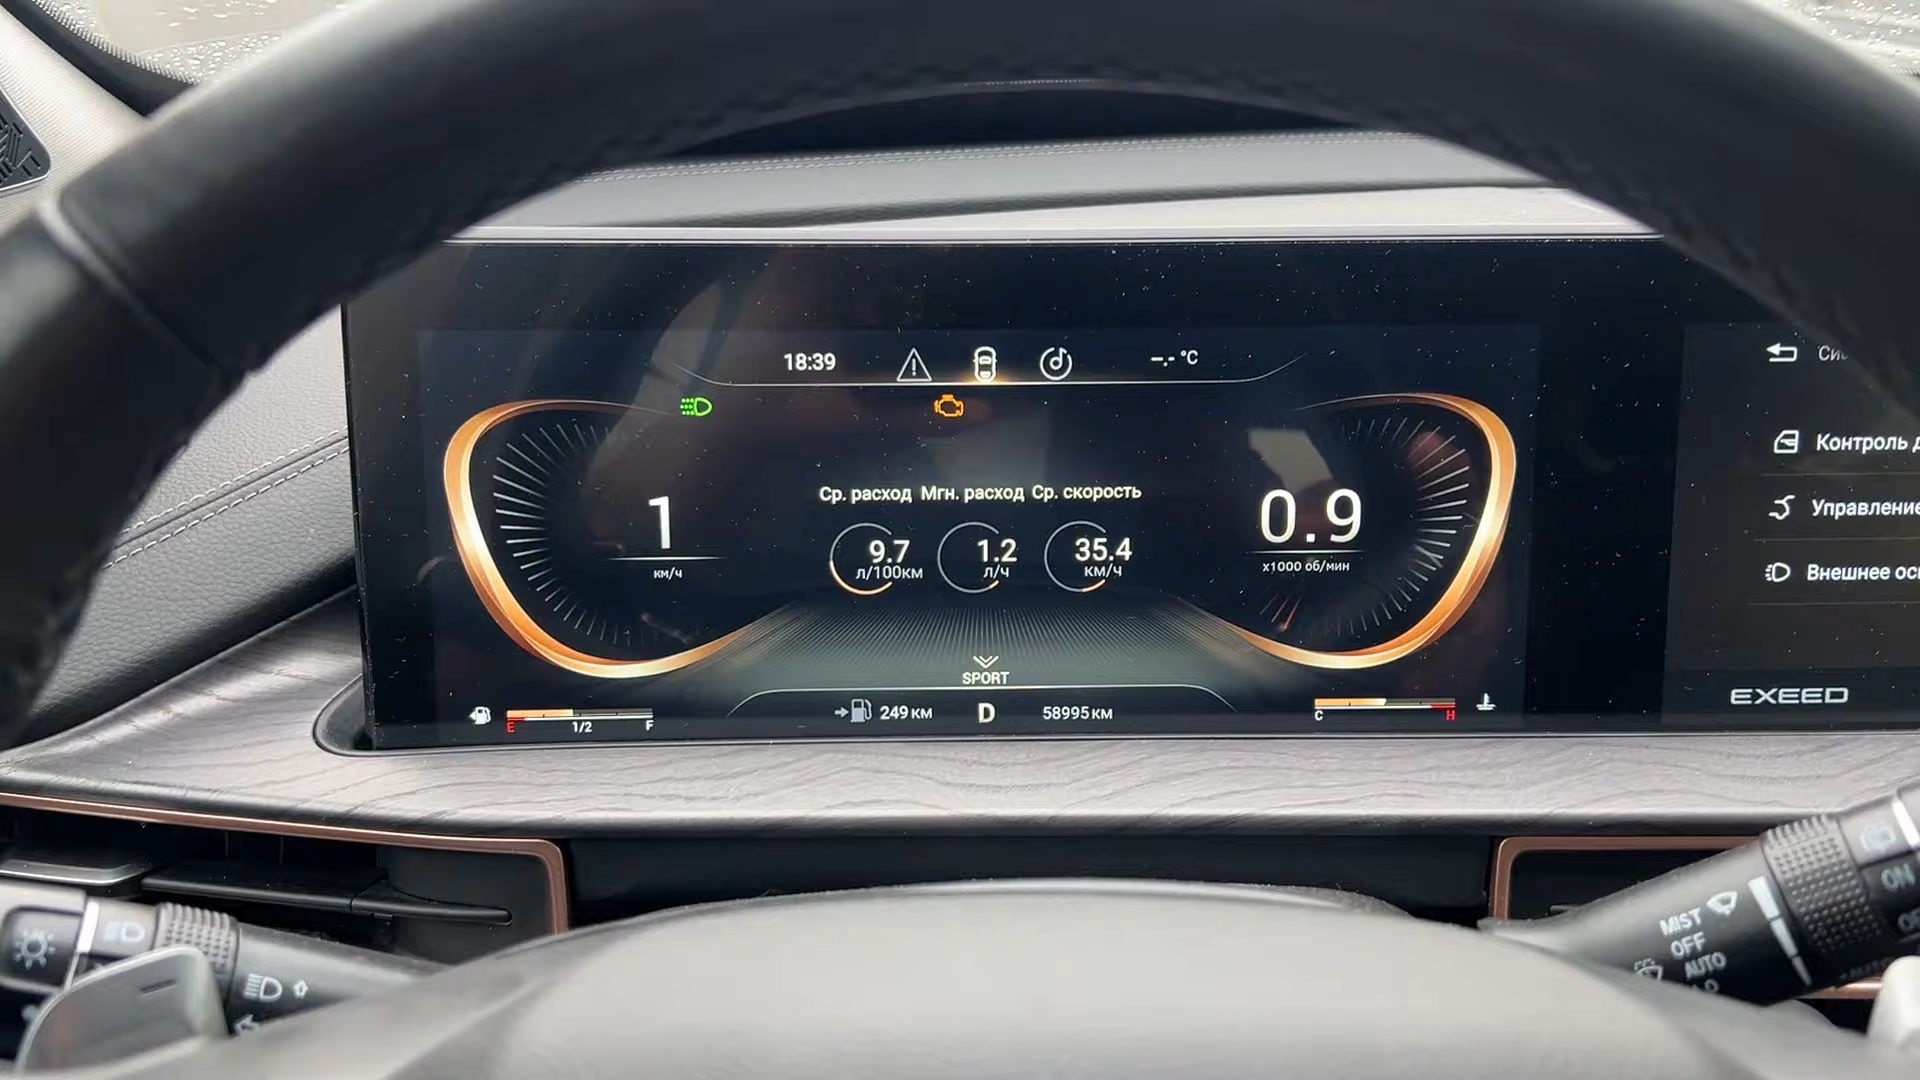 18:39
--.- °C
Сис
Контроль д
Управление
Внешнее осв
Ср. расход Мгн. расход Ср. скорость
1
км/ч
9.7
л/100км
1.2
л/ч
35.4
км/ч
0.9
x1000 об/мин
SPORT
E 1/2 F
249 км
D
58995 км
C H
EXEED
MIST
OFF
AUTO
ON